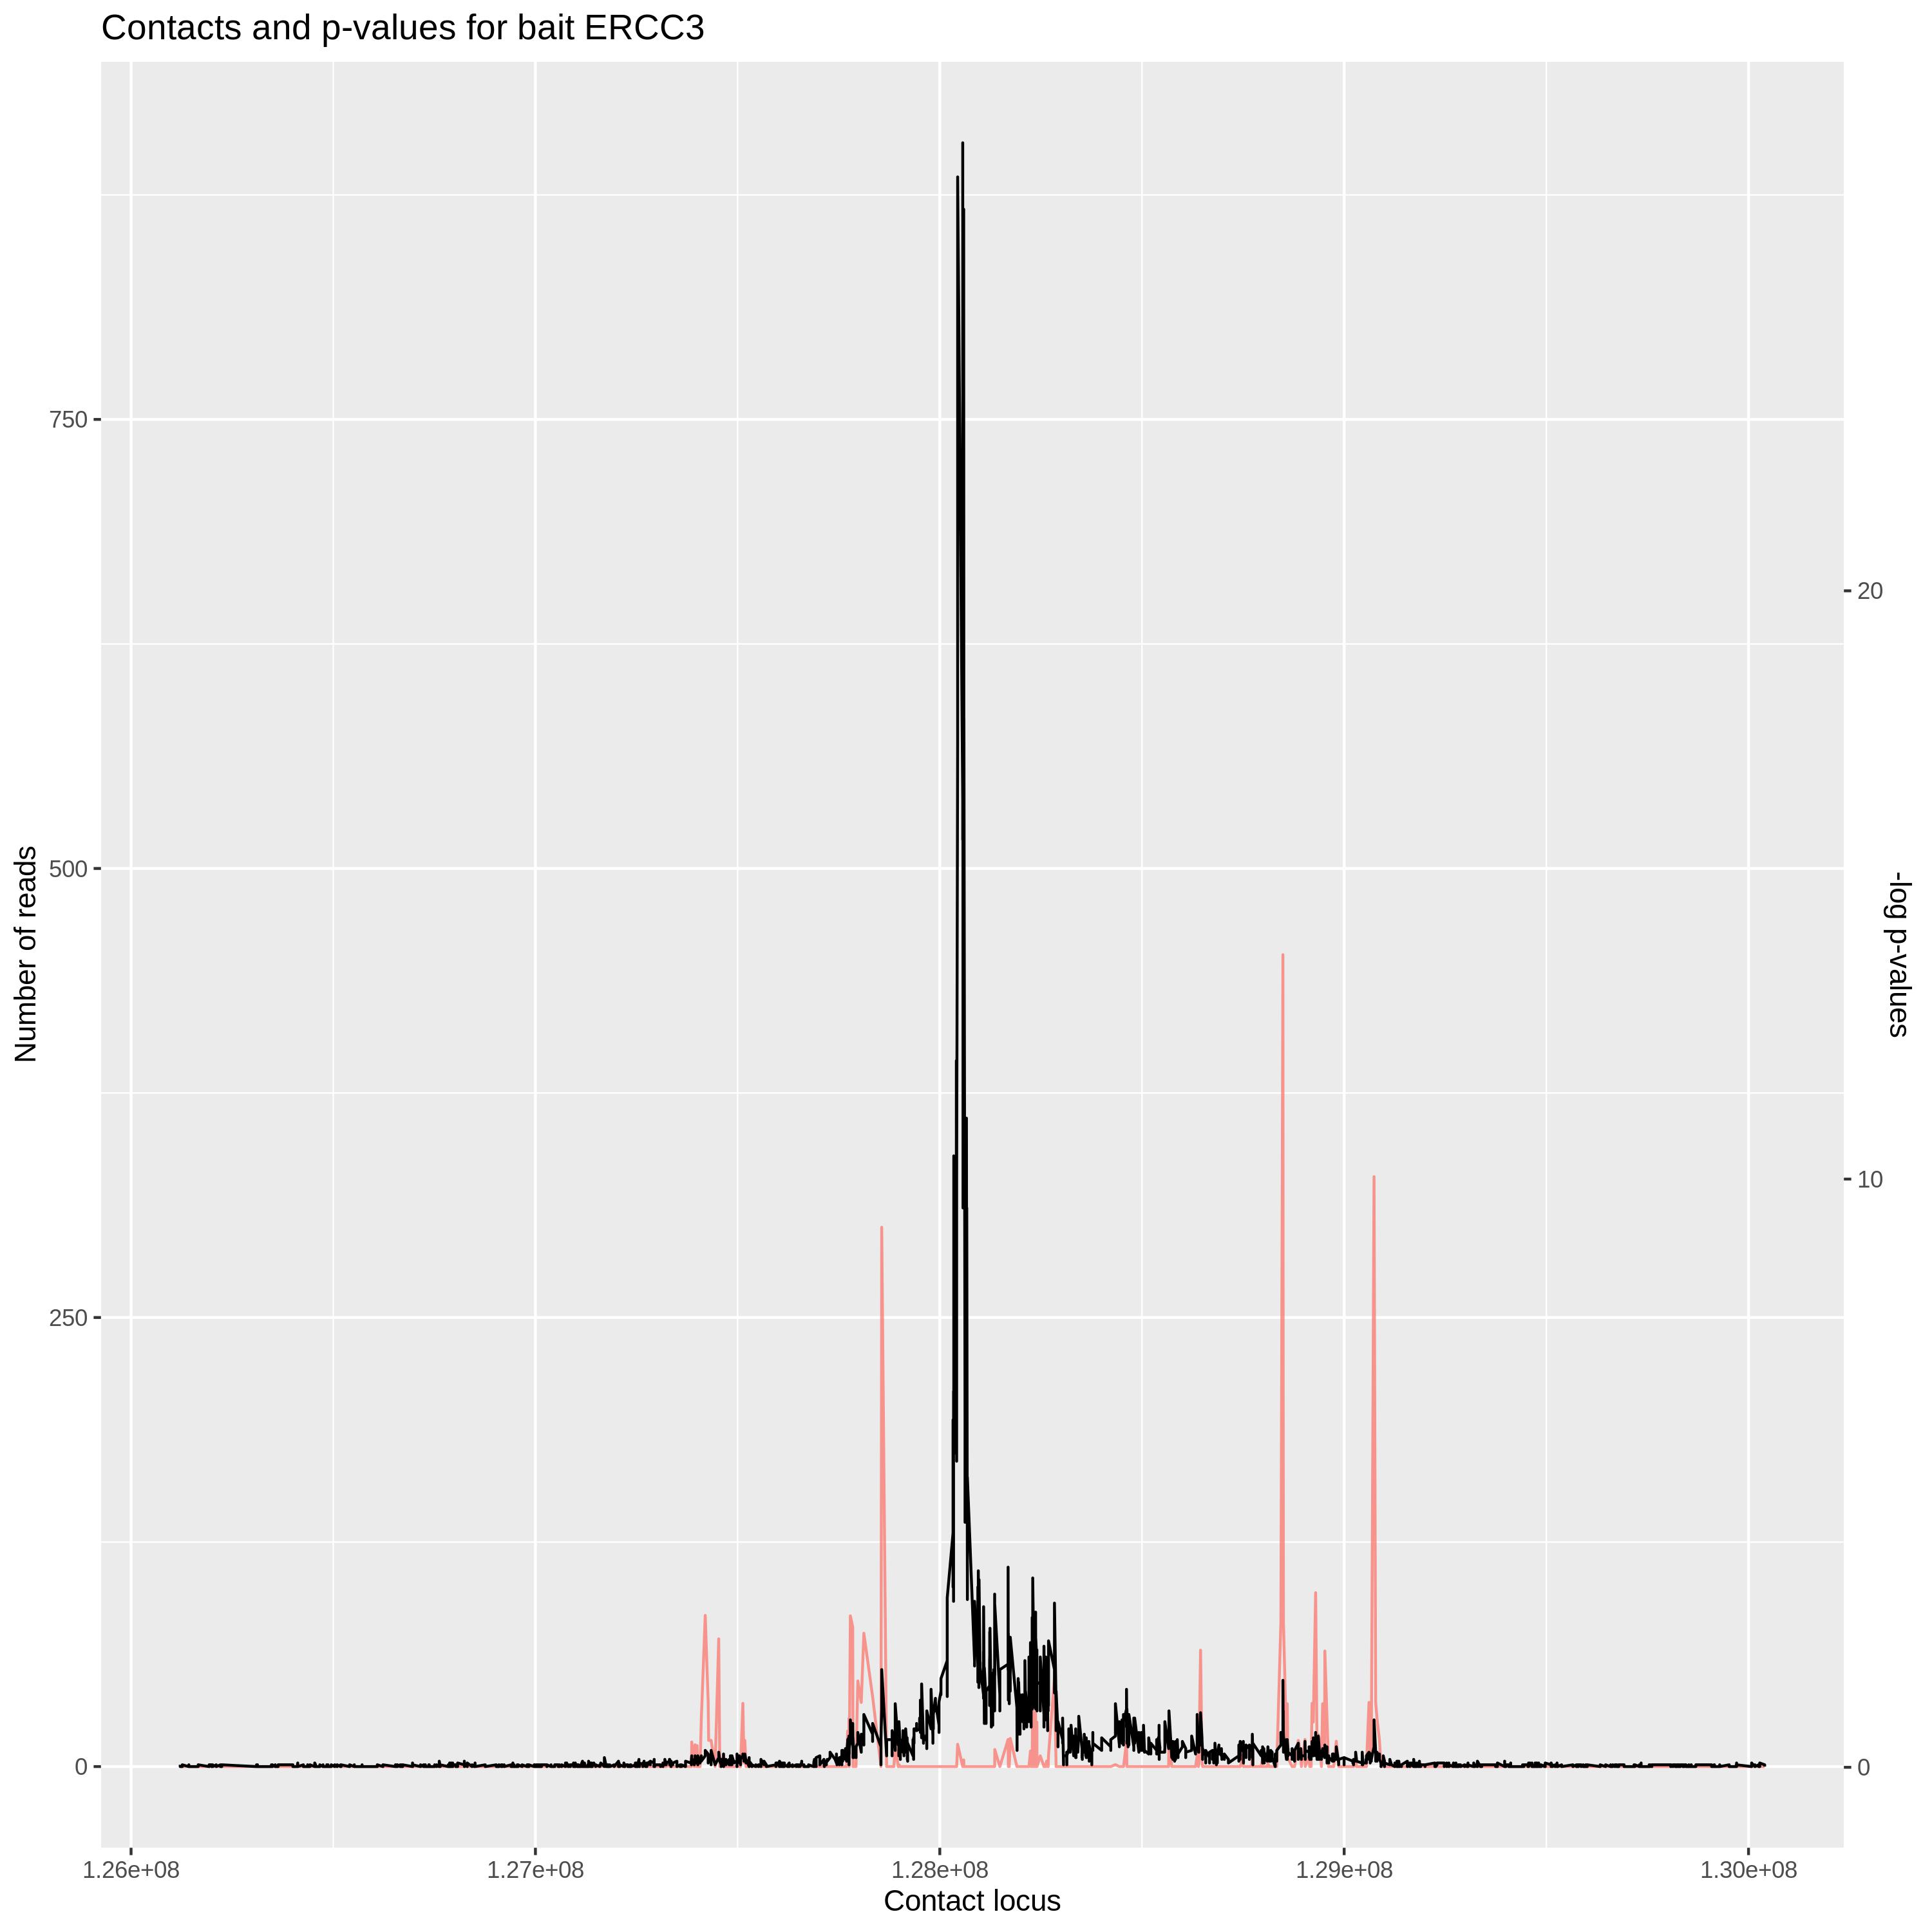 Contacts and p-values for bait ERCC3
Number of reads
750
500
250
0
20
10
0
-log p-values
1.26e+08 1.27e+08 1.28e+08 1.29e+08 1.30e+08
Contact locus